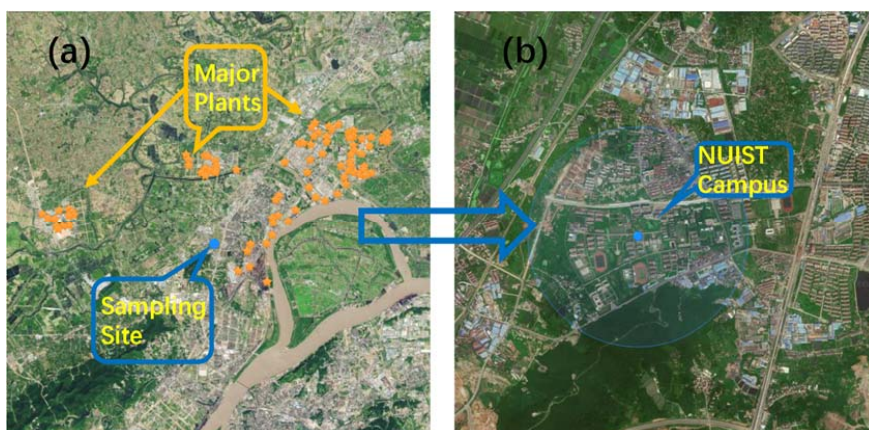 (a)
Major
Plants
Sampling
Site
(b)
NUIST
Campus